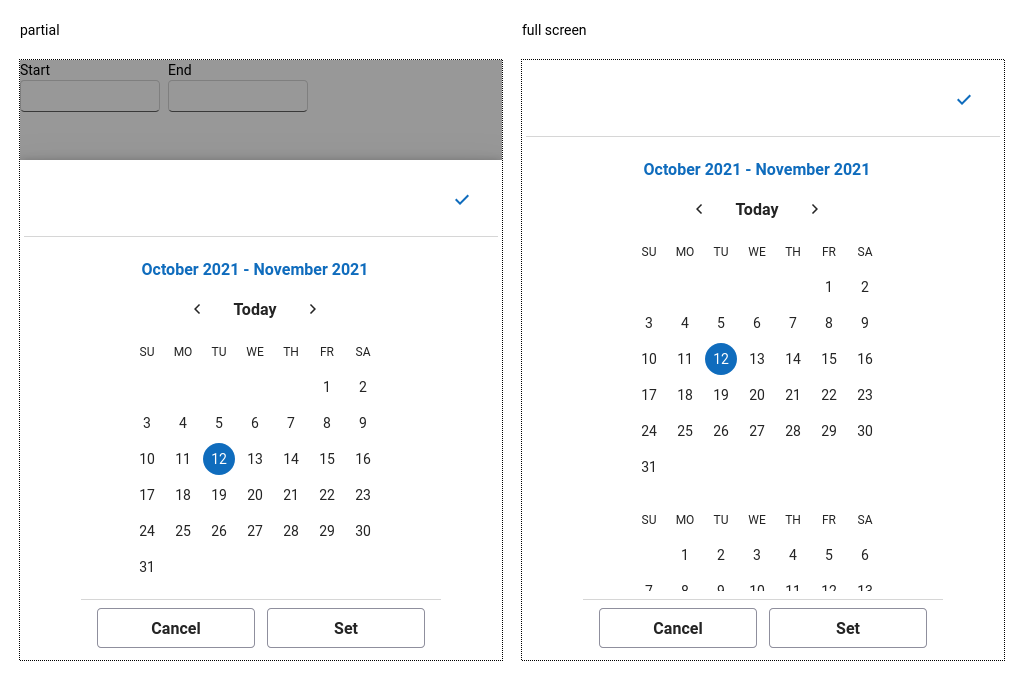 partial
Start End
October 2021 - November 2021
Today
SU MO TU WE TH FR SA
1 2
3 4 5 6 7 8 9
10 11 12 13 14 15 16
17 18 19 20 21 22 23
24 25 26 27 28 29 30
31
Cancel Set
full screen
October 2021 - November 2021
Today
SU MO TU WE TH FR SA
1 2
3 4 5 6 7 8 9
10 11 12 13 14 15 16
17 18 19 20 21 22 23
24 25 26 27 28 29 30
31
SU MO TU WE TH FR SA
1 2 3 4 5 6
7 8 9 10 11 12 13
Cancel Set